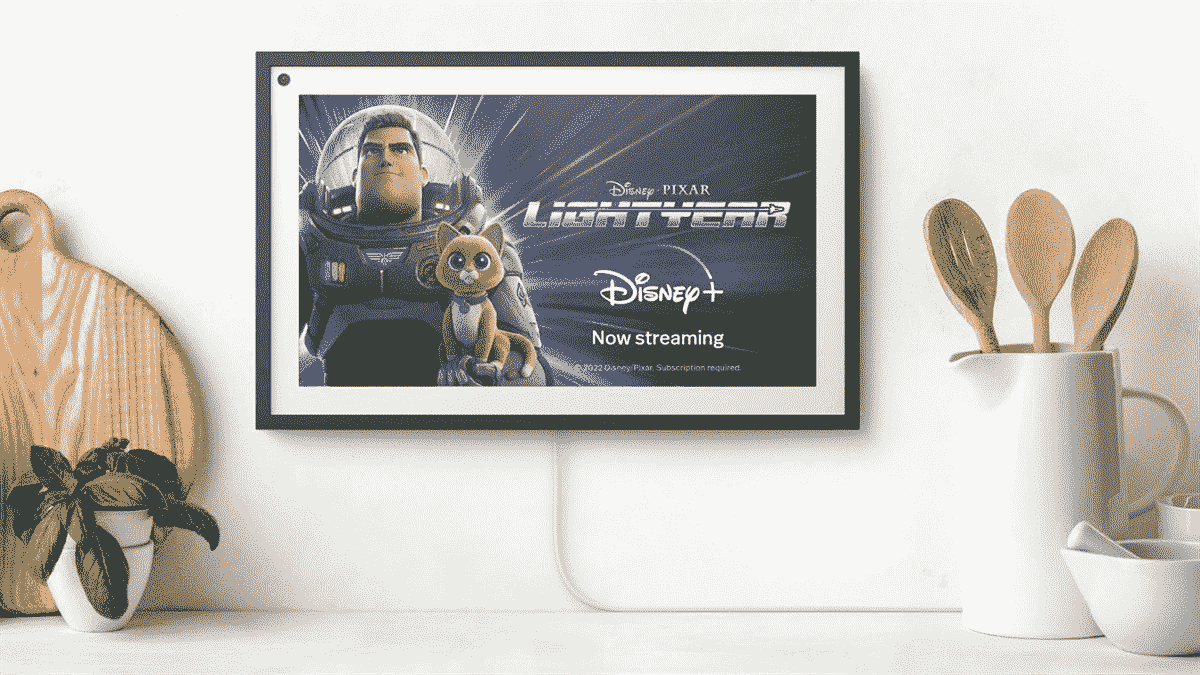 Disney · PIXAR
LIGHTYEAR
Disney+
Now streaming
© 2022 Disney/Pixar. Subscription required.